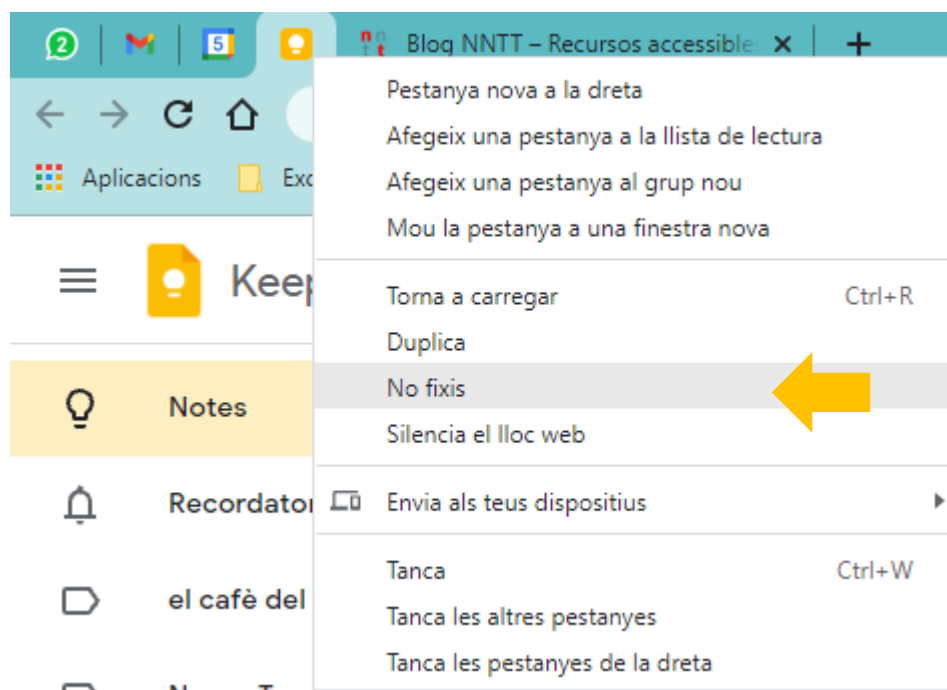 2
5
Blog NNTT – Recursos accessible
Aplicacions
Keep
Notes
el cafè del
Pestanya nova a la dreta
Afegeix una pestanya a la llista de lectura
Afegeix una pestanya al grup nou
Mou la pestanya a una finestra nova
Torna a carregar Ctrl+R
Duplica
No fixis
Silencia el lloc web
Envia als teus dispositius
Tanca Ctrl+W
Tanca les altres pestanyes
Tanca les pestanyes de la dreta